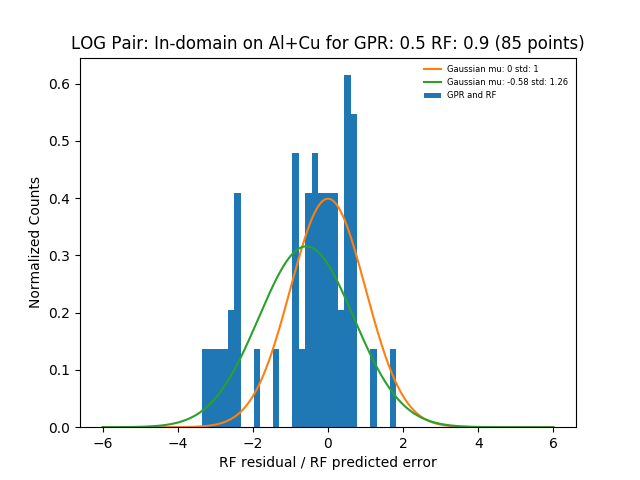 LOG Pair: In-domain on Al+Cu for GPR: 0.5 RF: 0.9 (85 points)
Gaussian mu: 0 std: 1
Gaussian mu: -0.58 std: 1.26
GPR and RF
Normalized Counts
0.6
0.5
0.4
0.3
0.2
0.1
0.0
−6 −4 −2 0 2 4 6
RF residual / RF predicted error